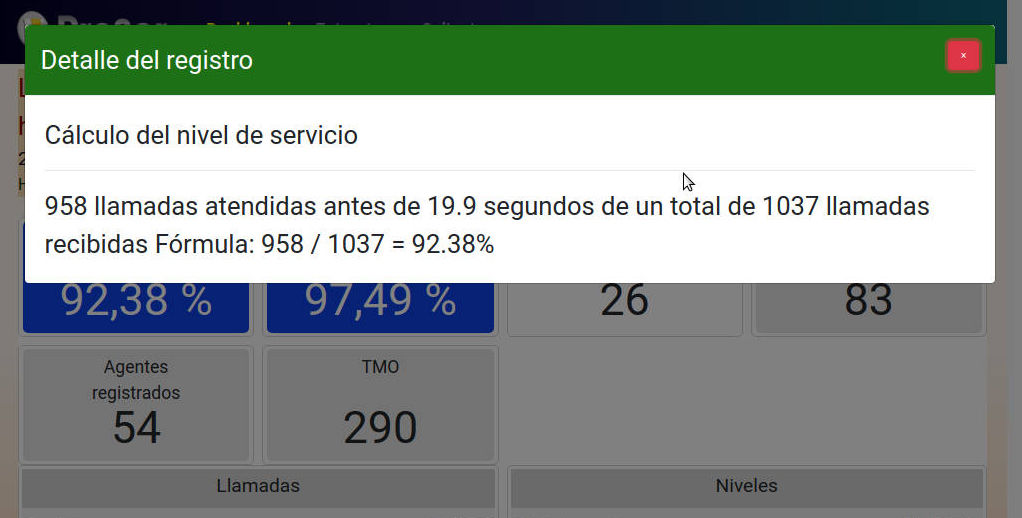 Detalle del registro
×
Cálculo del nivel de servicio
958 llamadas atendidas antes de 19.9 segundos de un total de 1037 llamadas
recibidas Fórmula: 958 / 1037 = 92.38%
92,38 %
97,49 %
26
83
Agentes
registrados
54
TMO
290
Llamadas
Niveles